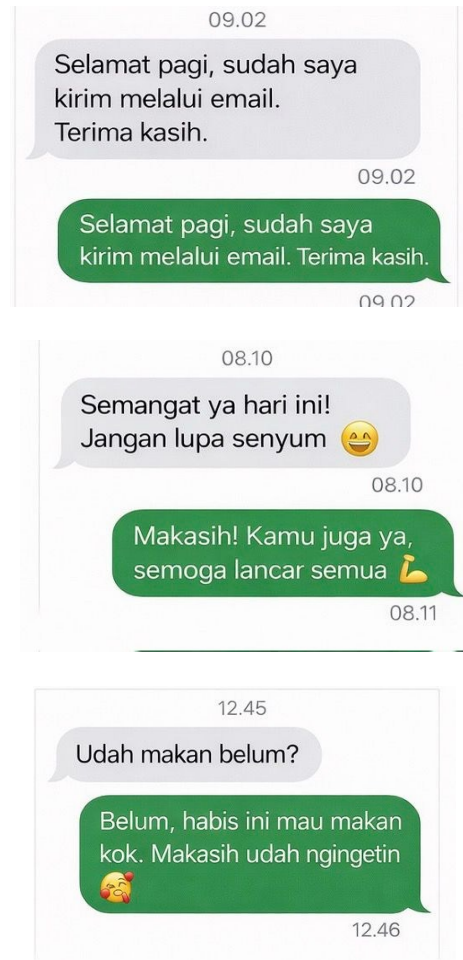 09.02
Selamat pagi, sudah saya
kirim melalui email.
Terima kasih.
09.02
Selamat pagi, sudah saya
kirim melalui email. Terima kasih.
09.02
08.10
Semangat ya hari ini!
Jangan lupa senyum 😄
08.10
Makasih! Kamu juga ya,
semoga lancar semua 💪
08.11
12.45
Udah makan belum?
Belum, habis ini mau makan
kok. Makasih udah ngingetin
🥰
12.46